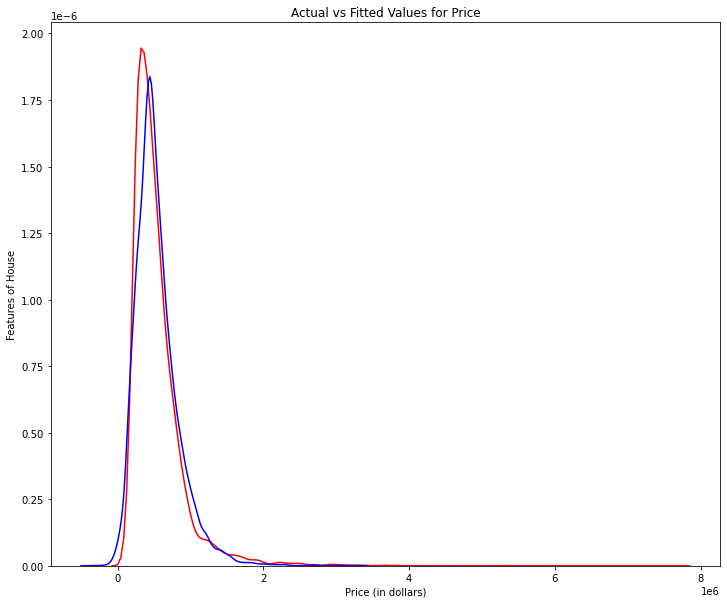 Actual vs Fitted Values for Price
1e−6
2.00
1.75
1.50
1.25
1.00
0.75
0.50
0.25
0.00
Features of House
0
2
4
6
8
1e6
Price (in dollars)